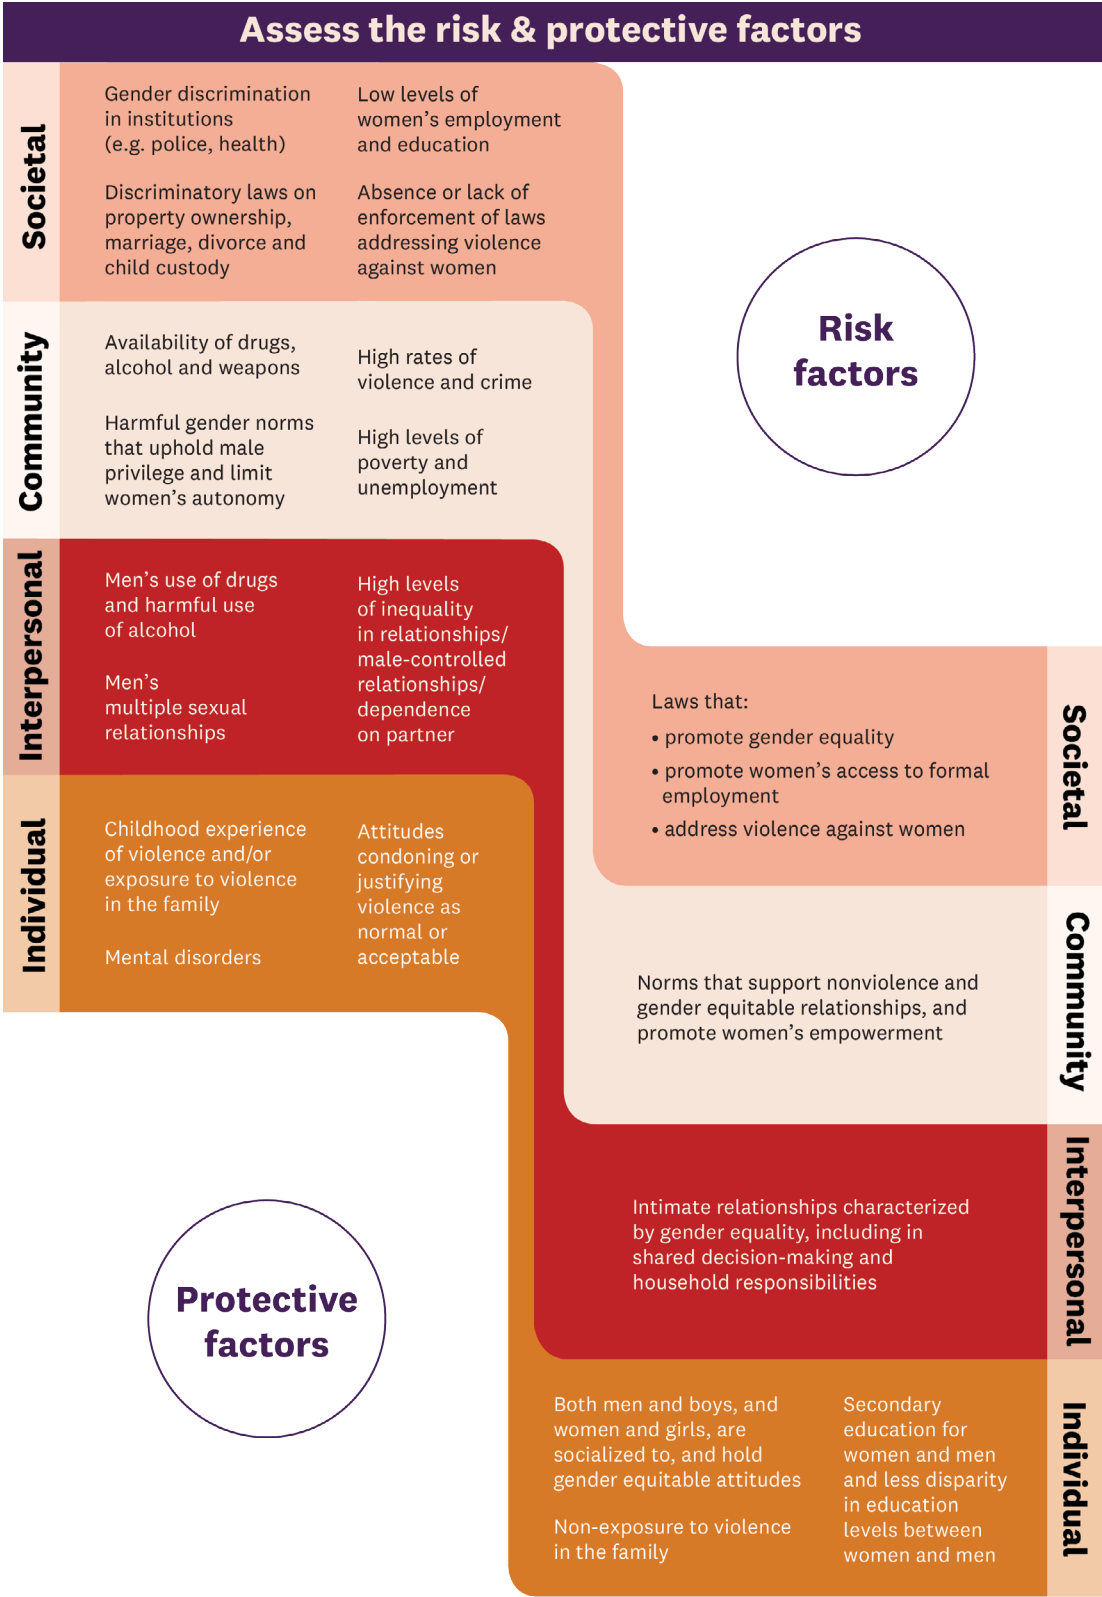 Assess the risk & protective factors
Societal
Gender discrimination
in institutions
(e.g. police, health)
Discriminatory laws on
property ownership,
marriage, divorce and
child custody
Low levels of
women's employment
and education
Absence or lack of
enforcement of laws
addressing violence
against women
Community
Availability of drugs,
alcohol and weapons
Harmful gender norms
that uphold male
privilege and limit
women's autonomy
High rates of
violence and crime
High levels of
poverty and
unemployment
Interpersonal
Men's use of drugs
and harmful use
of alcohol
Men's
multiple sexual
relationships
High levels
of inequality
in relationships/
male-controlled
relationships/
dependence
on partner
Individual
Childhood experience
of violence and/or
exposure to violence
in the family
Mental disorders
Attitudes
condoning or
justifying
violence as
normal or
acceptable
Risk
factors
Laws that:
• promote gender equality
• promote women's access to formal
employment
• address violence against women
Societal
Norms that support nonviolence and
gender equitable relationships, and
promote women's empowerment
Community
Intimate relationships characterized
by gender equality, including in
shared decision-making and
household responsibilities
Interpersonal
Both men and boys, and
women and girls, are
socialized to, and hold
gender equitable attitudes
Non-exposure to violence
in the family
Secondary
education for
women and men
and less disparity
in education
levels between
women and men
Individual
Protective
factors